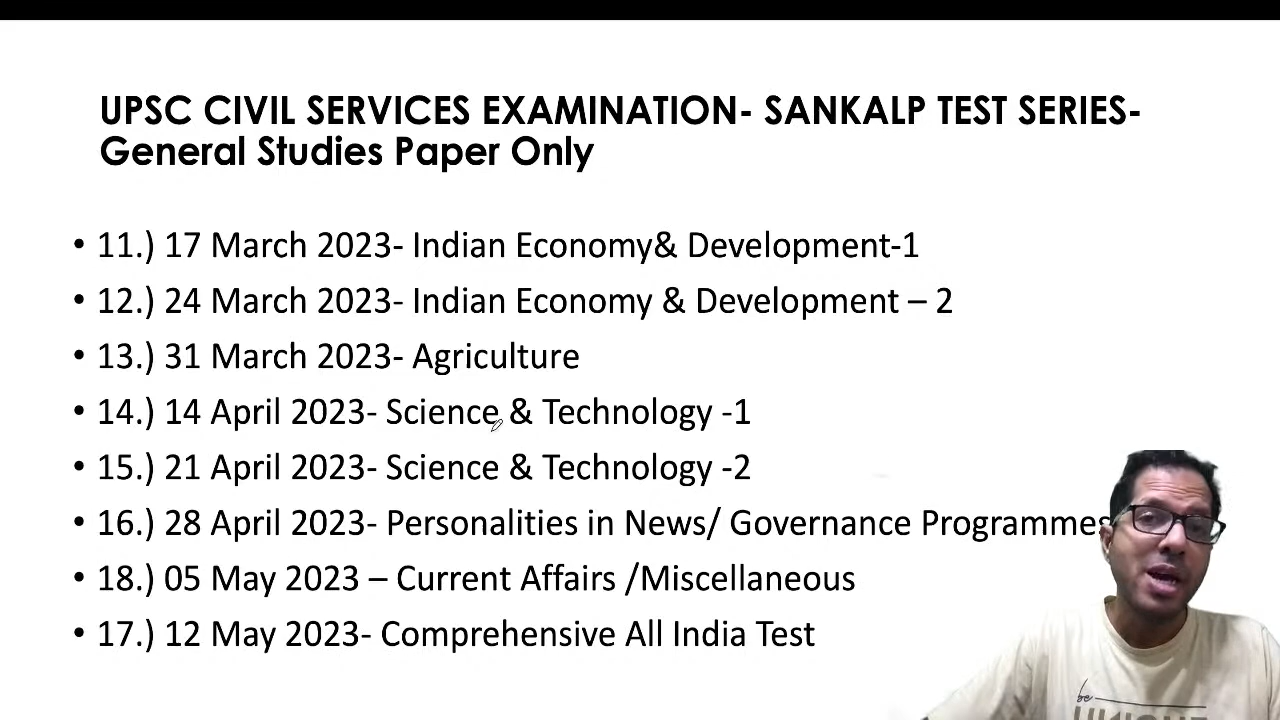 UPSC CIVIL SERVICES EXAMINATION- SANKALP TEST SERIES-
General Studies Paper Only
• 11.) 17 March 2023- Indian Economy& Development-1
• 12.) 24 March 2023- Indian Economy & Development – 2
• 13.) 31 March 2023- Agriculture
• 14.) 14 April 2023- Science & Technology -1
• 15.) 21 April 2023- Science & Technology -2
• 16.) 28 April 2023- Personalities in News/ Governance Programmes
• 18.) 05 May 2023 – Current Affairs /Miscellaneous
• 17.) 12 May 2023- Comprehensive All India Test
be